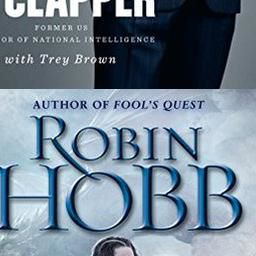 CLAPPER
FORMER US
OR OF NATIONAL INTELLIGENCE
with Trey Brown
AUTHOR OF FOOL'S QUEST
ROBIN
HOBB